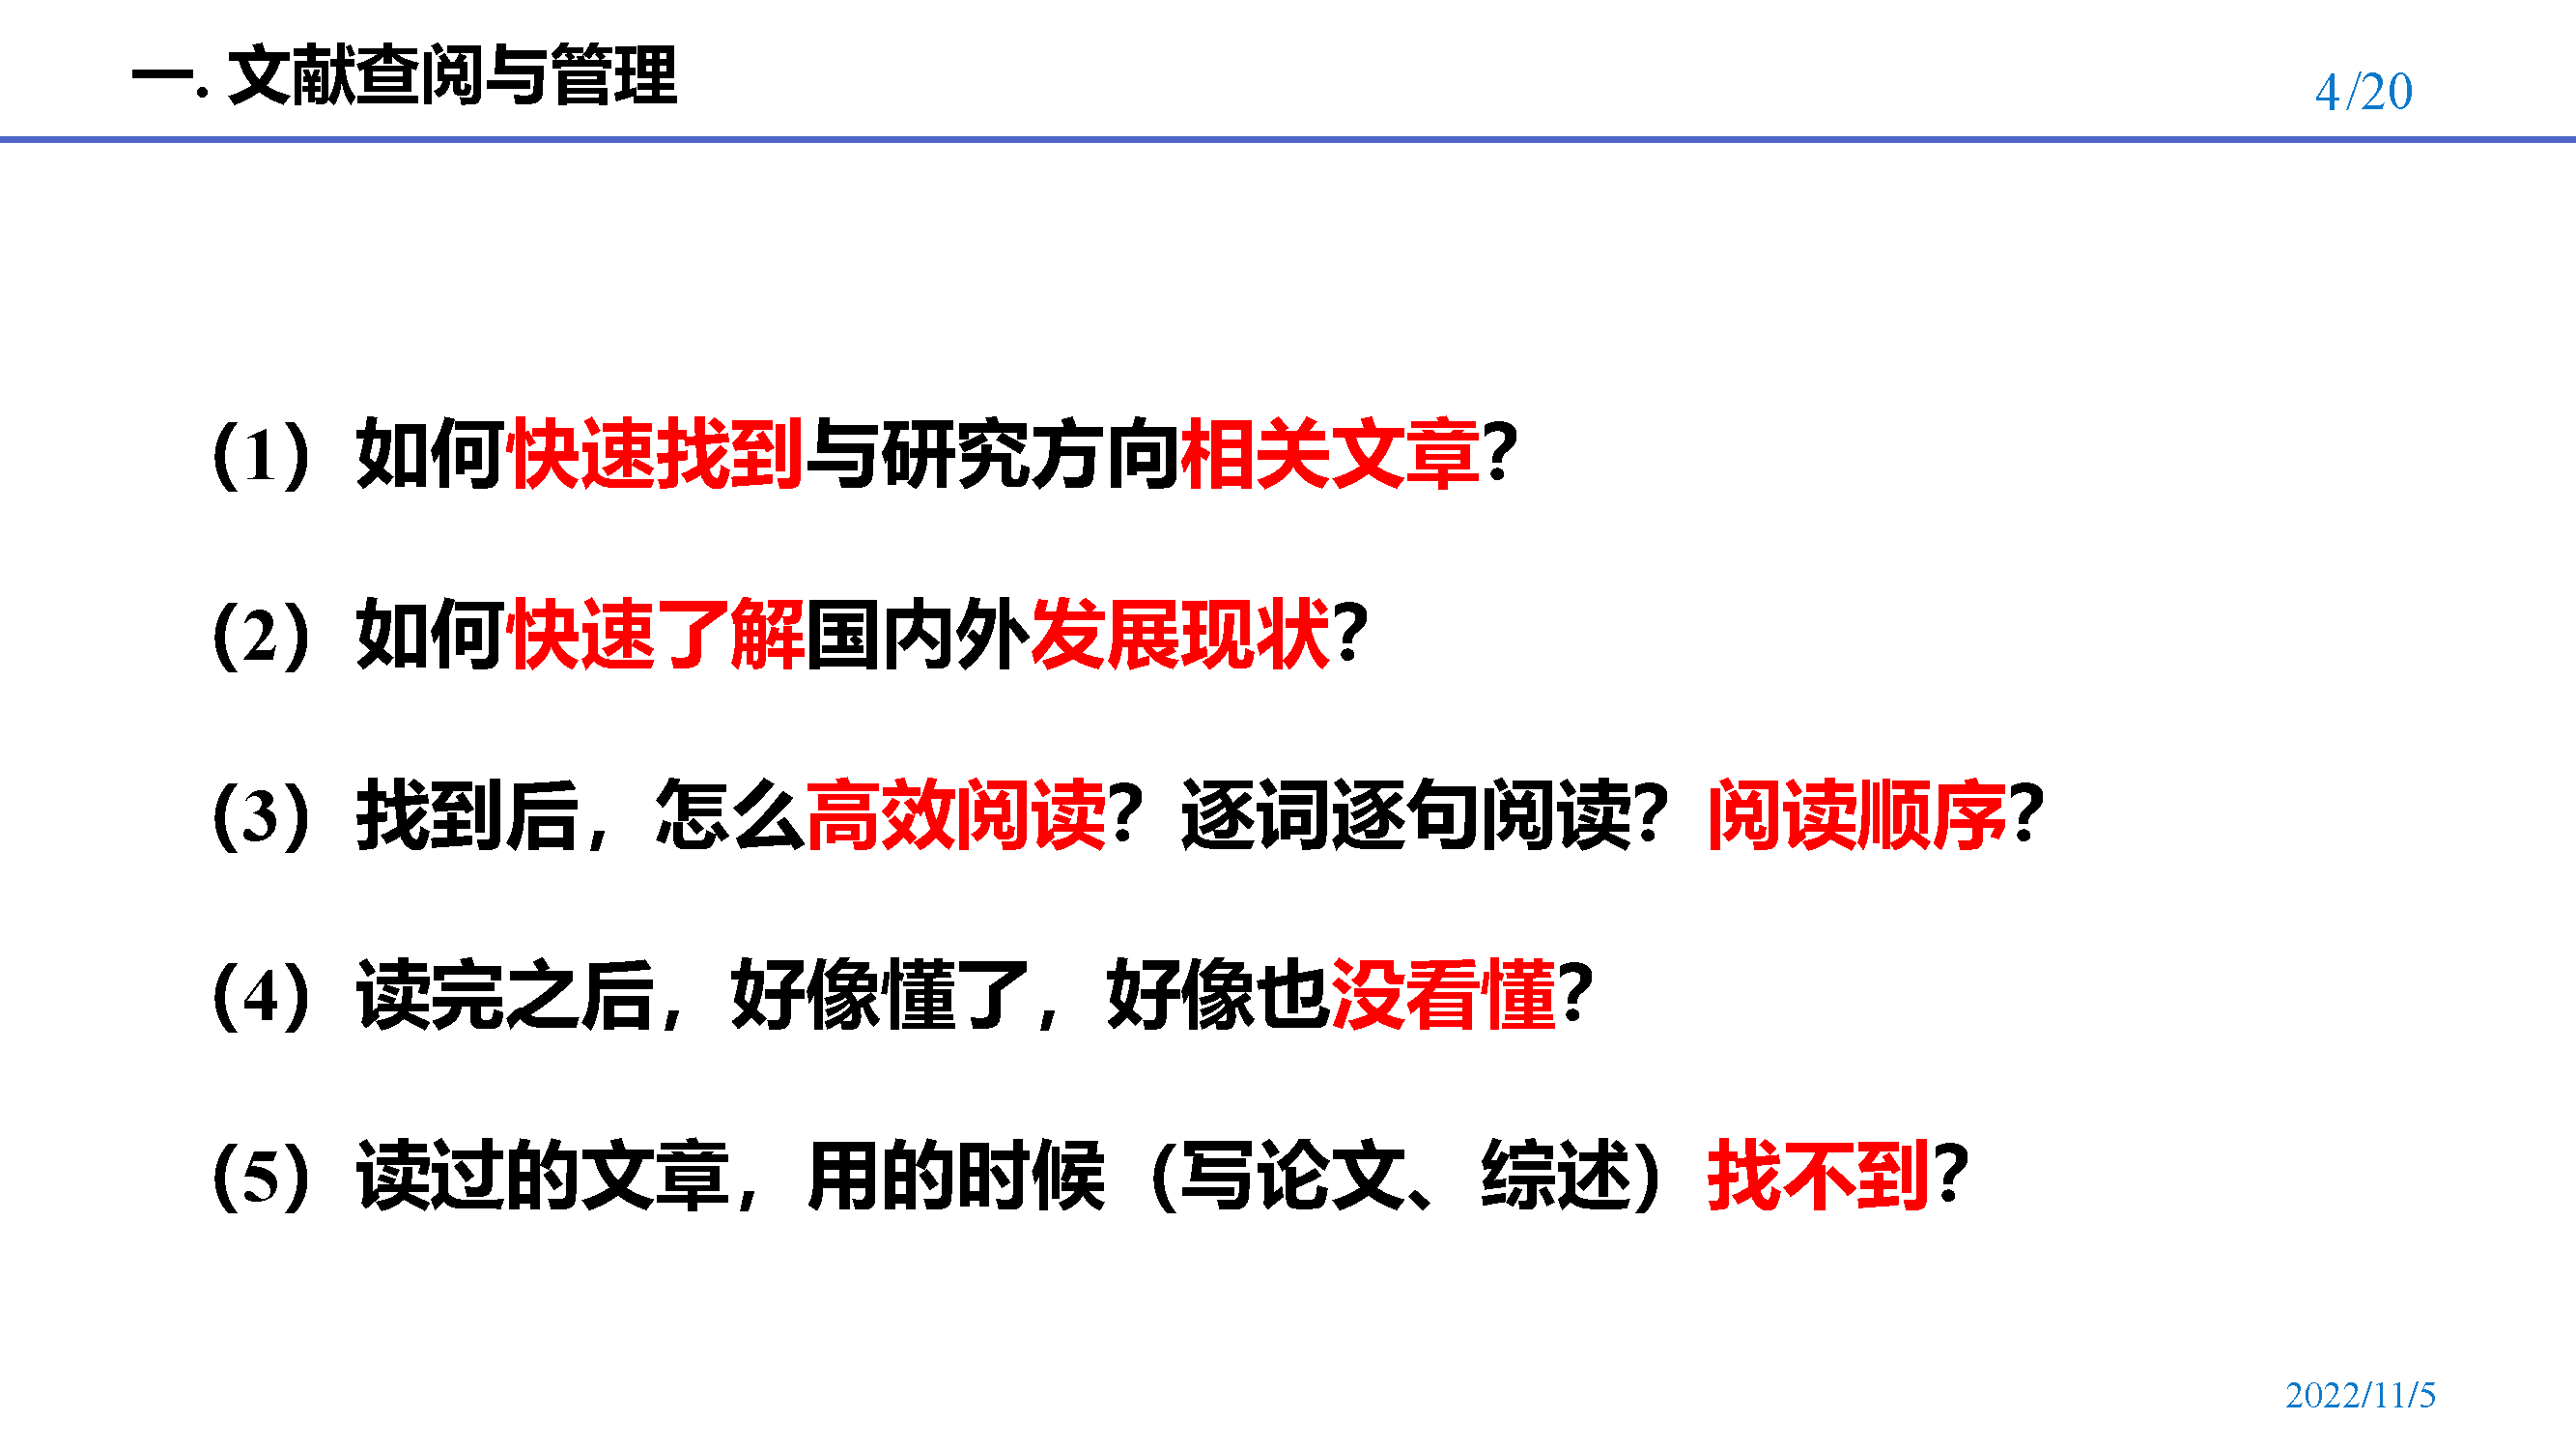 一. 文献查阅与管理
4/20
（1）如何快速找到与研究方向相关文章？
（2）如何快速了解国内外发展现状？
（3）找到后，怎么高效阅读？逐词逐句阅读？阅读顺序？
（4）读完之后，好像懂了，好像也没看懂？
（5）读过的文章，用的时候（写论文、综述）找不到？
2022/11/5